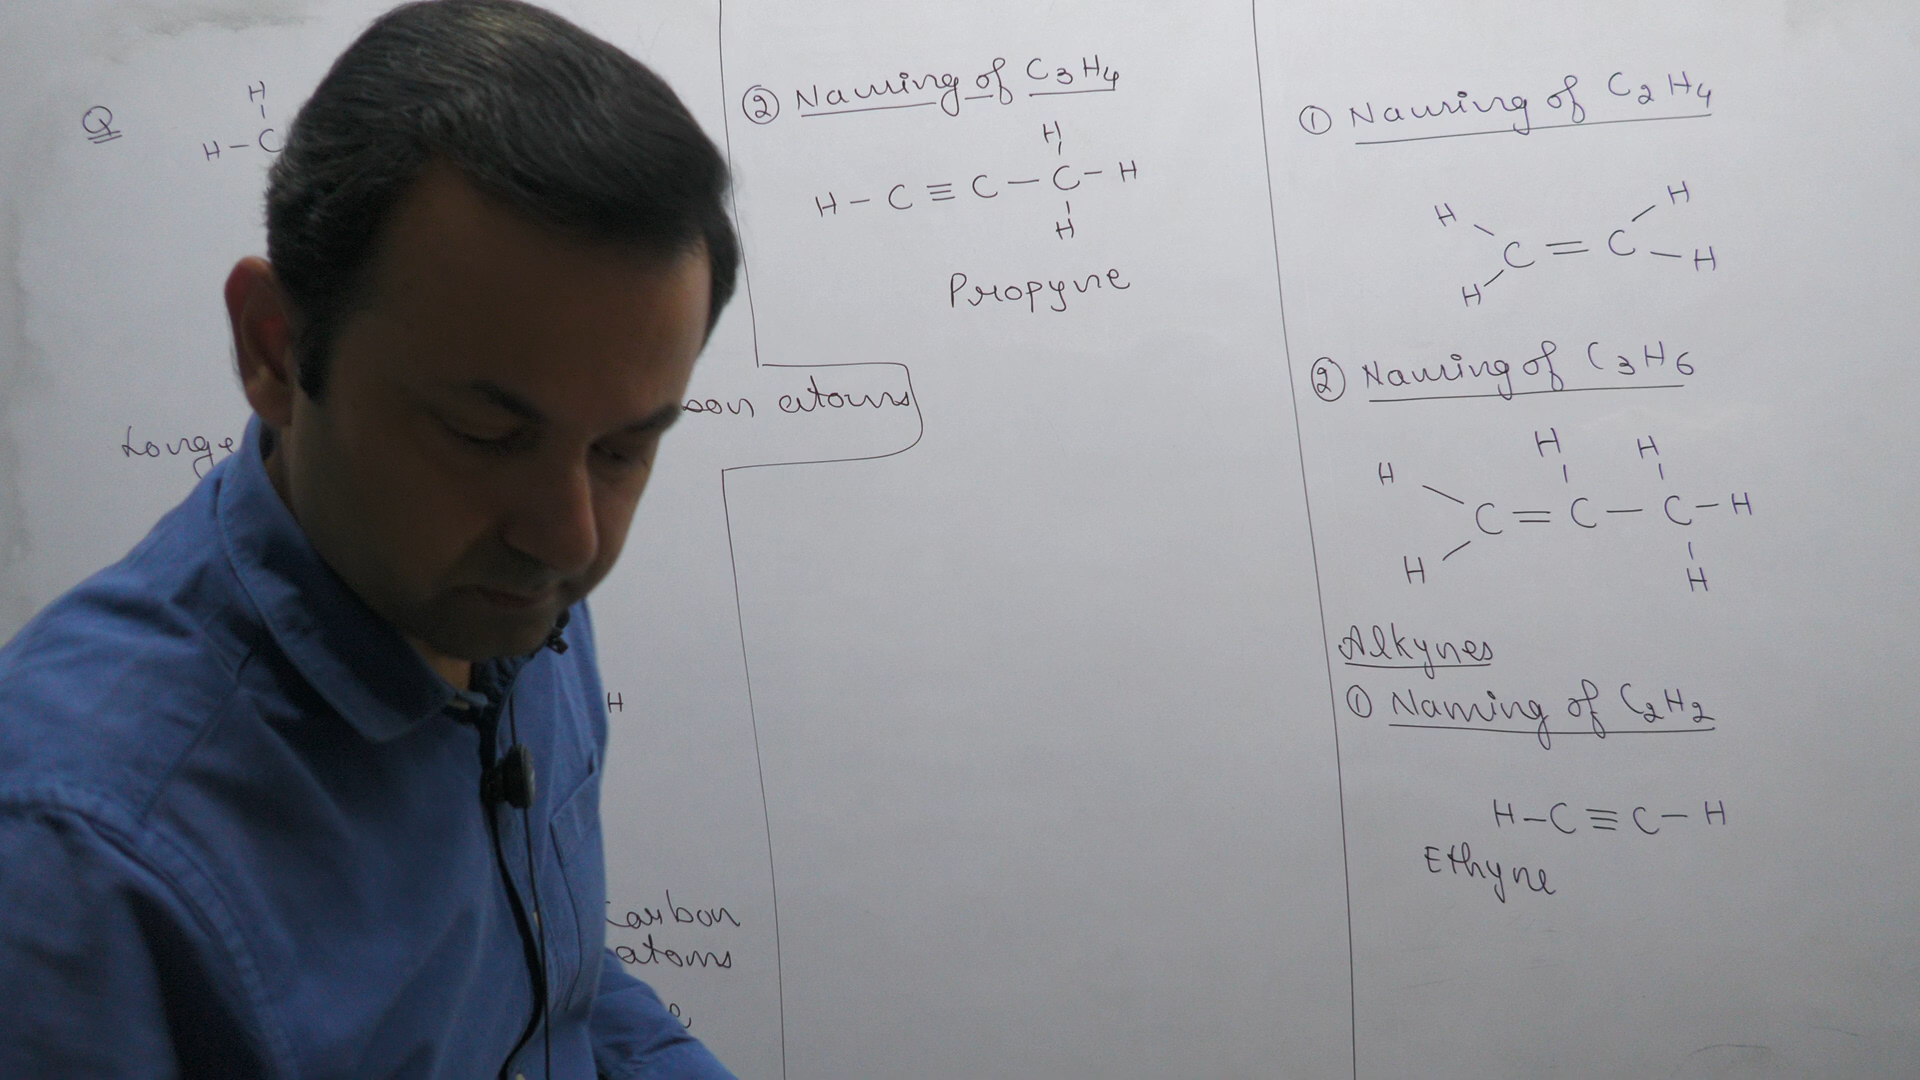 Q
H
H - C
Longe
son atoms
H
Carbon
atoms
② Naming of C3H4
H
H - C ≡ C - C - H
H
Propyne
① Naming of C2H4
H H
C = C
H H
② Naming of C3H6
H H H
C = C - C - H
H H
Alkynes
① Naming of C2H2
H - C ≡ C - H
Ethyne